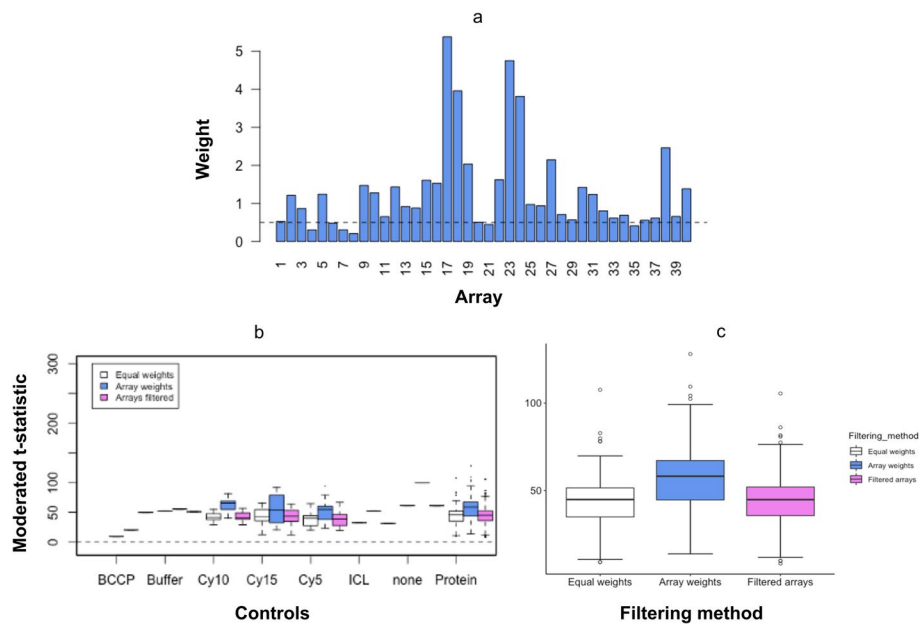 a
5
4
3
2
1
0
Weight
1 3 5 7 9 11 13 15 17 19 21 23 25 27 29 31 33 35 37 39
Array
b
300
200
100
50
0
Moderated t-statistic
Equal weights
Array weights
Arrays filtered
BCCP Buffer Cy10 Cy15 Cy5 ICL none Protein
Controls
c
100
50
Equal weights Array weights Filtered arrays
Filtering method
Filtering_method
Equal weights
Array weights
Filtered arrays